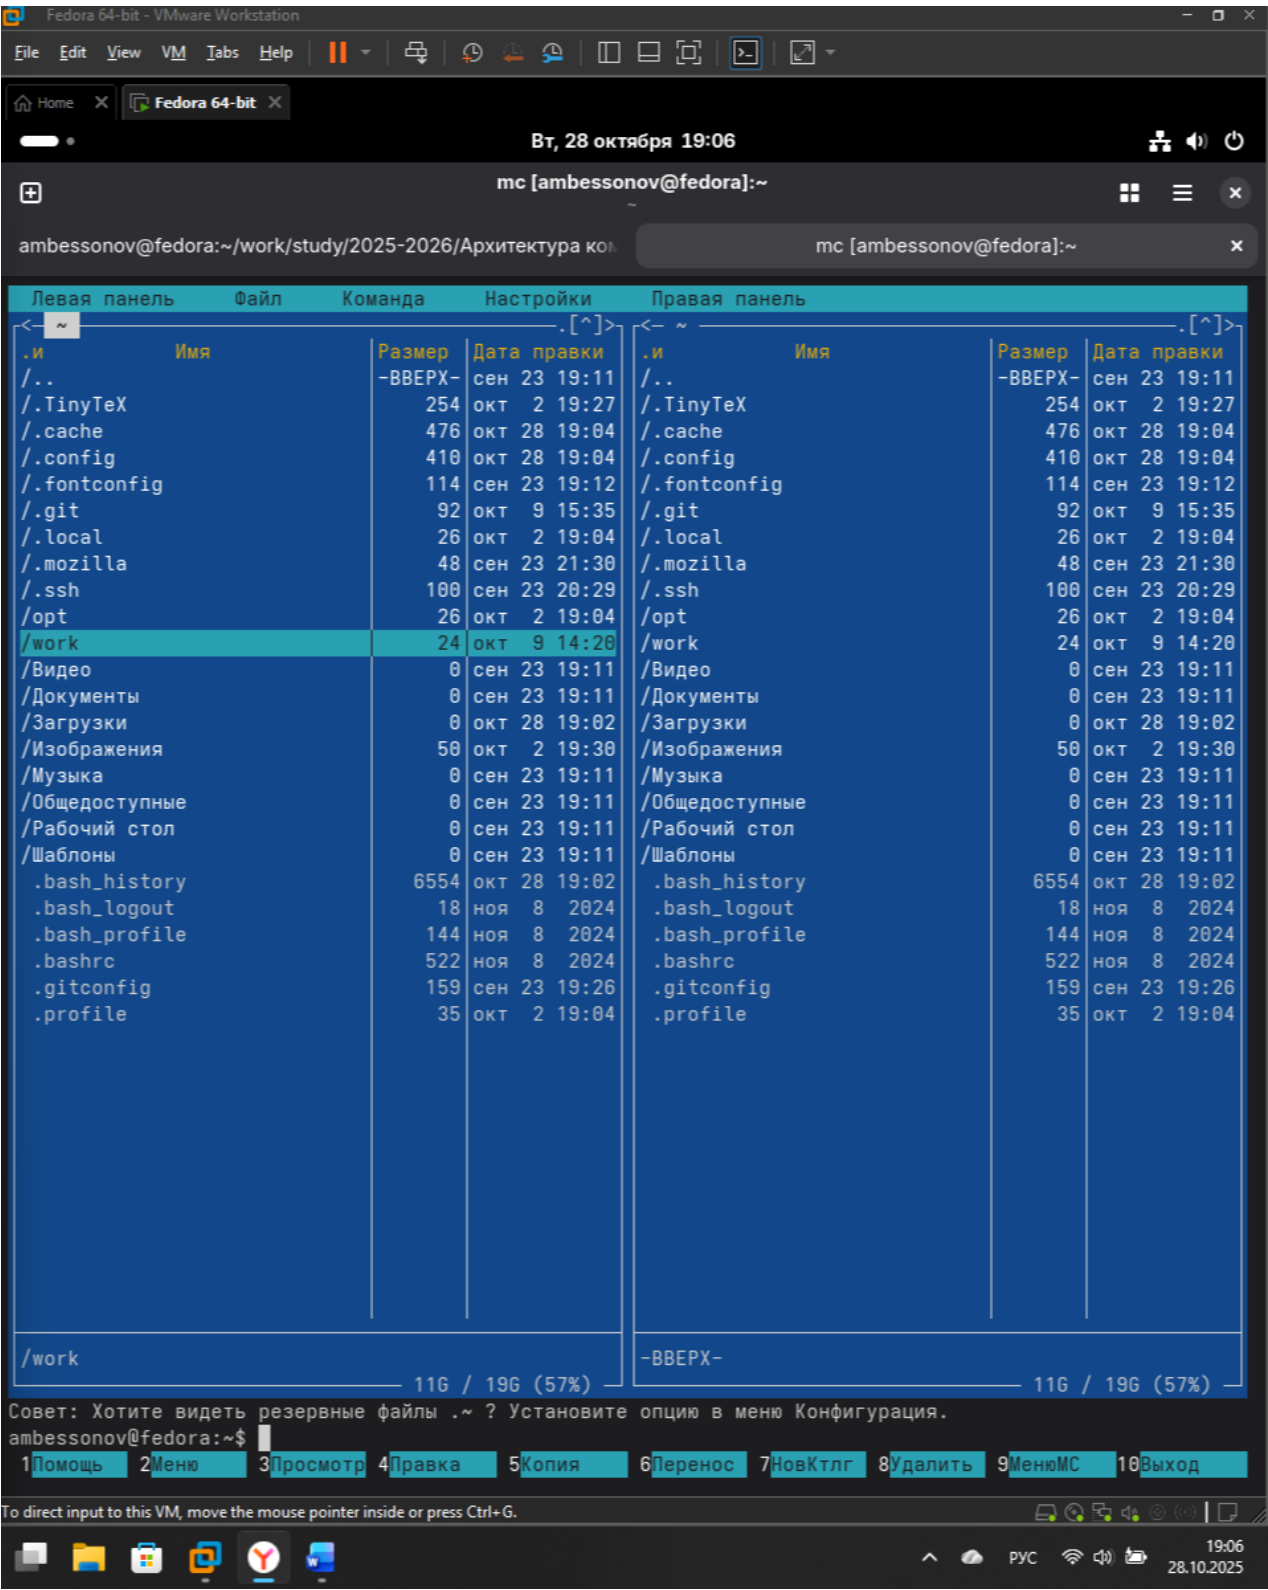 Fedora 64-bit - VMware Workstation
File Edit View VM Tabs Help
Home Fedora 64-bit
Вт, 28 октября 19:06
mc [ambessonov@fedora]:~
~
ambessonov@fedora:~/work/study/2025-2026/Архитектура ком mc [ambessonov@fedora]:~
Левая панель Файл Команда Настройки Правая панель
<– ~ .[^]> <– ~ .[^]>
.и Имя Размер Дата правки .и Имя Размер Дата правки
/.. –ВВЕРХ– сен 23 19:11 /.. –ВВЕРХ– сен 23 19:11
/.TinyTeX 254 окт 2 19:27 /.TinyTeX 254 окт 2 19:27
/.cache 476 окт 28 19:04 /.cache 476 окт 28 19:04
/.config 410 окт 28 19:04 /.config 410 окт 28 19:04
/.fontconfig 114 сен 23 19:12 /.fontconfig 114 сен 23 19:12
/.git 92 окт 9 15:35 /.git 92 окт 9 15:35
/.local 26 окт 2 19:04 /.local 26 окт 2 19:04
/.mozilla 48 сен 23 21:30 /.mozilla 48 сен 23 21:30
/.ssh 100 сен 23 20:29 /.ssh 100 сен 23 20:29
/opt 26 окт 2 19:04 /opt 26 окт 2 19:04
/work 24 окт 9 14:20 /work 24 окт 9 14:20
/Видео 0 сен 23 19:11 /Видео 0 сен 23 19:11
/Документы 0 сен 23 19:11 /Документы 0 сен 23 19:11
/Загрузки 0 окт 28 19:02 /Загрузки 0 окт 28 19:02
/Изображения 50 окт 2 19:30 /Изображения 50 окт 2 19:30
/Музыка 0 сен 23 19:11 /Музыка 0 сен 23 19:11
/Общедоступные 0 сен 23 19:11 /Общедоступные 0 сен 23 19:11
/Рабочий стол 0 сен 23 19:11 /Рабочий стол 0 сен 23 19:11
/Шаблоны 0 сен 23 19:11 /Шаблоны 0 сен 23 19:11
.bash_history 6554 окт 28 19:02 .bash_history 6554 окт 28 19:02
.bash_logout 18 ноя 8 2024 .bash_logout 18 ноя 8 2024
.bash_profile 144 ноя 8 2024 .bash_profile 144 ноя 8 2024
.bashrc 522 ноя 8 2024 .bashrc 522 ноя 8 2024
.gitconfig 159 сен 23 19:26 .gitconfig 159 сен 23 19:26
.profile 35 окт 2 19:04 .profile 35 окт 2 19:04
/work –ВВЕРХ–
11G / 19G (57%) 11G / 19G (57%)
Совет: Хотите видеть резервные файлы .~ ? Установите опцию в меню Конфигурация.
ambessonov@fedora:~$
1Помощь 2Меню 3Просмотр 4Правка 5Копия 6Перенос 7НовКтлг 8Удалить 9МенюMC 10Выход
To direct input to this VM, move the mouse pointer inside or press Ctrl+G.
РУС 19:06
28.10.2025